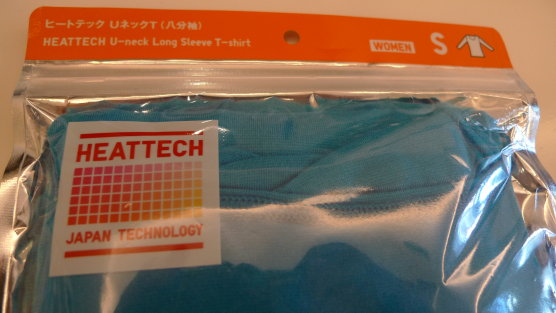 ヒートテック UネックT(八分袖)
HEATTECH U-neck Long Sleeve T-shirt
WOMEN S
HEATTECH
JAPAN TECHNOLOGY